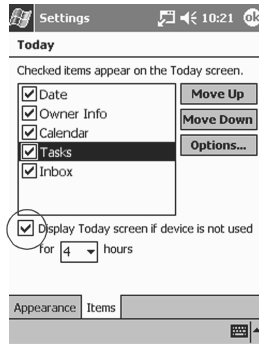 Settings 10:21 ok
Today
Checked items appear on the Today screen.
Date
Owner Info
Calendar
Tasks
Inbox
Move Up
Move Down
Options...
Display Today screen if device is not used
for 4 hours
Appearance Items